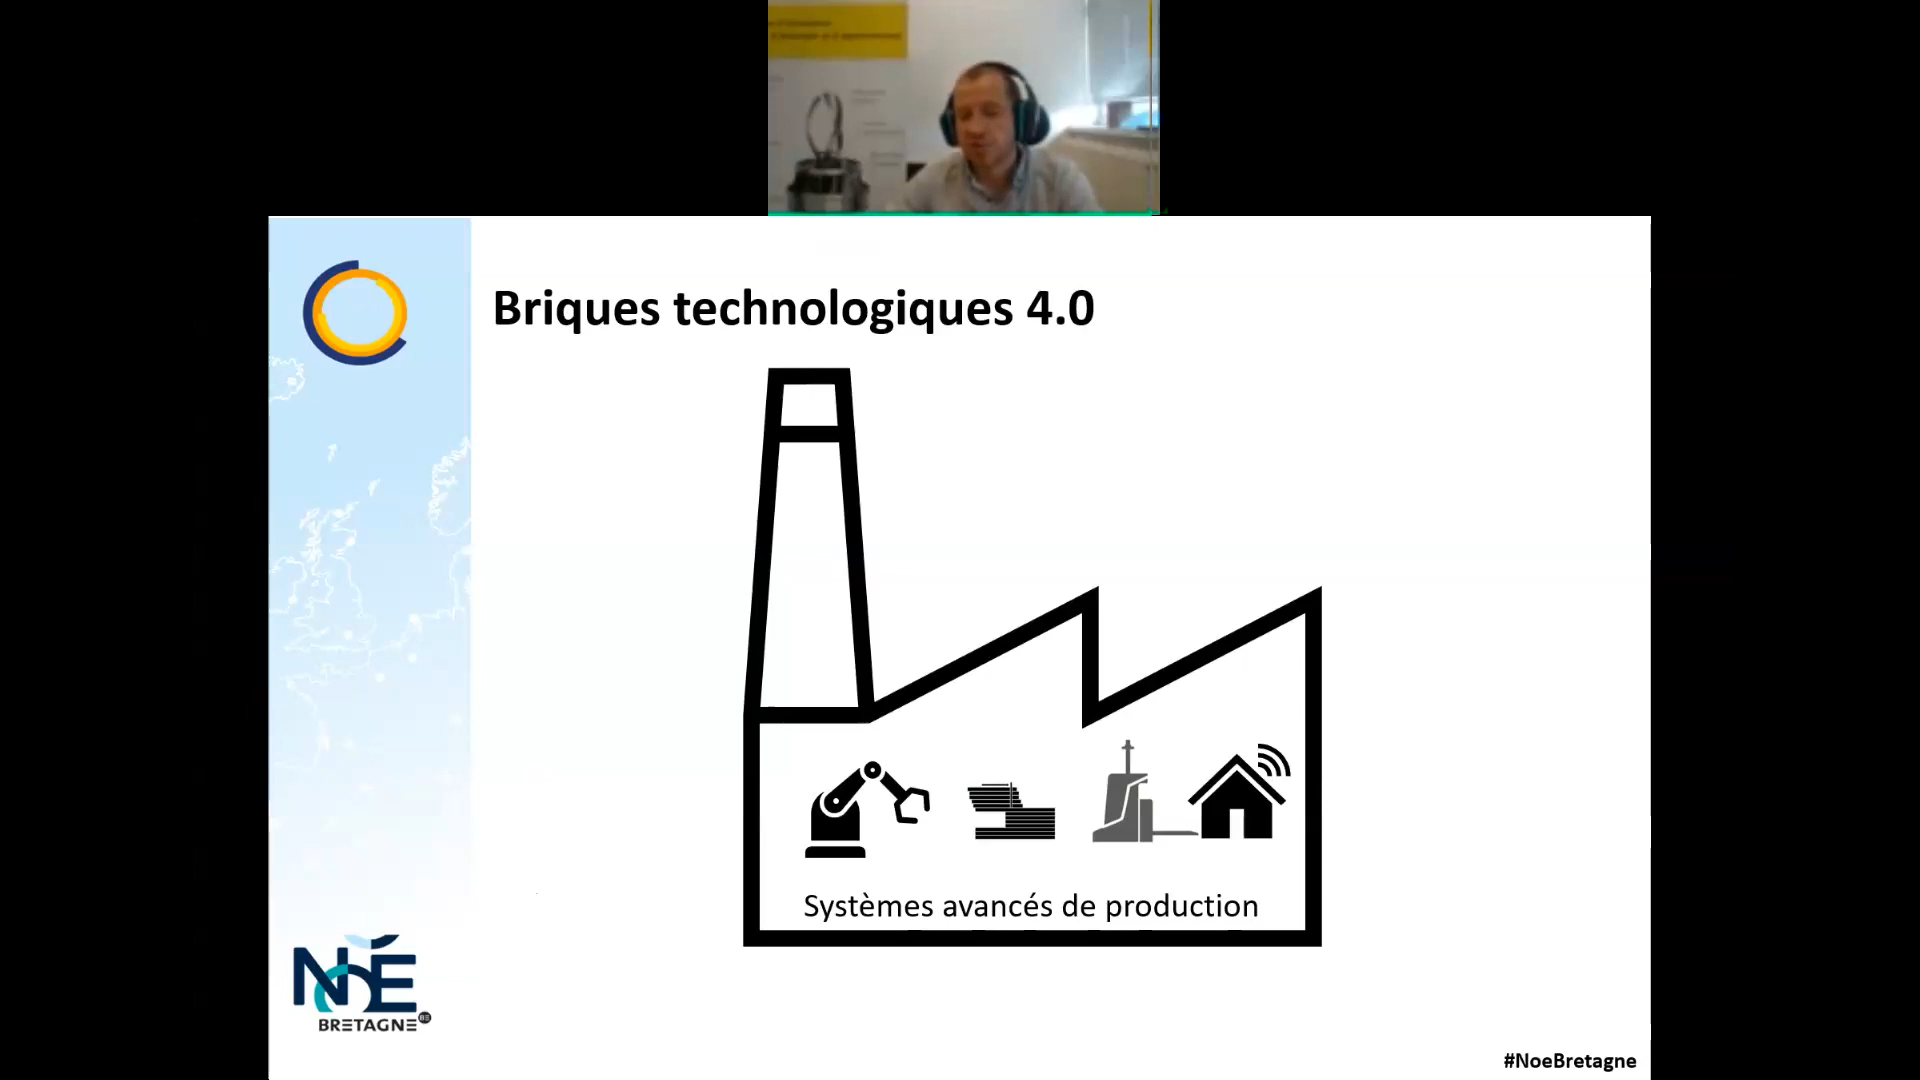 Briques technologiques 4.0
Systèmes avancés de production
NOÉ
BRETAGNE
#NoeBretagne